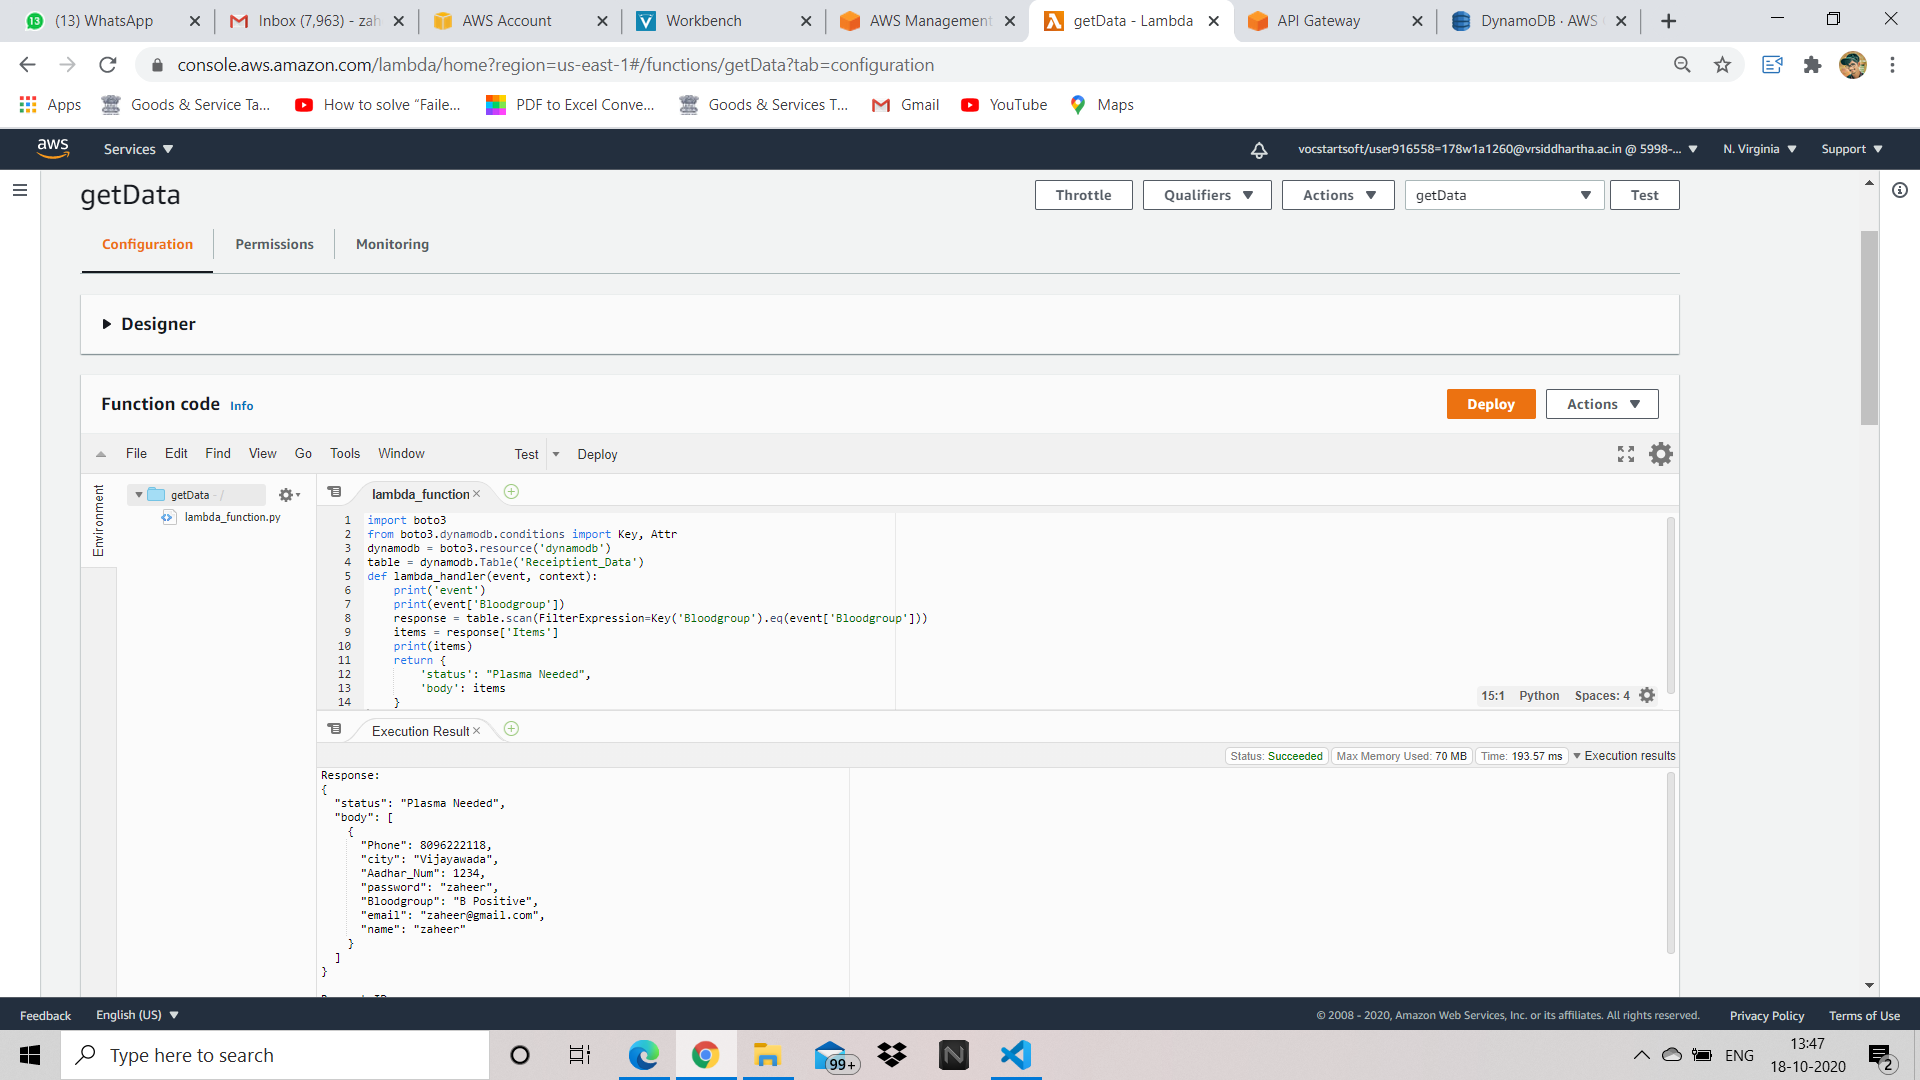 (13) WhatsApp
Inbox (7,963) - zah
AWS Account
Workbench
AWS Management
getData - Lambda
API Gateway
DynamoDB · AWS
console.aws.amazon.com/lambda/home?region=us-east-1#/functions/getData?tab=configuration
Apps
Goods & Service Ta...
How to solve “Faile...
PDF to Excel Conve...
Goods & Services T...
Gmail
YouTube
Maps
aws
Services
vocstartsoft/user916558=178w1a1260@vrsiddhartha.ac.in @ 5998-...
N. Virginia
Support
getData
Throttle
Qualifiers
Actions
getData
Test
Configuration
Permissions
Monitoring
Designer
Function code Info
Deploy
Actions
File Edit Find View Go Tools Window Test Deploy
Environment
getData - /
lambda_function.py
lambda_function
1 import boto3
2 from boto3.dynamodb.conditions import Key, Attr
3 dynamodb = boto3.resource('dynamodb')
4 table = dynamodb.Table('Receiptient_Data')
5 def lambda_handler(event, context):
6 print('event')
7 print(event['Bloodgroup'])
8 response = table.scan(FilterExpression=Key('Bloodgroup').eq(event['Bloodgroup']))
9 items = response['Items']
10 print(items)
11 return {
12 'status': "Plasma Needed",
13 'body': items
14 }
15:1 Python Spaces: 4
Execution Result
Status: Succeeded
Max Memory Used: 70 MB
Time: 193.57 ms
Execution results
Response:
{
"status": "Plasma Needed",
"body": [
{
"Phone": 8096222118,
"city": "Vijayawada",
"Aadhar_Num": 1234,
"password": "zaheer",
"Bloodgroup": "B Positive",
"email": "zaheer@gmail.com",
"name": "zaheer"
}
]
}
Feedback
English (US)
© 2008 - 2020, Amazon Web Services, Inc. or its affiliates. All rights reserved.
Privacy Policy
Terms of Use
Type here to search
99+
ENG
13:47
18-10-2020
2